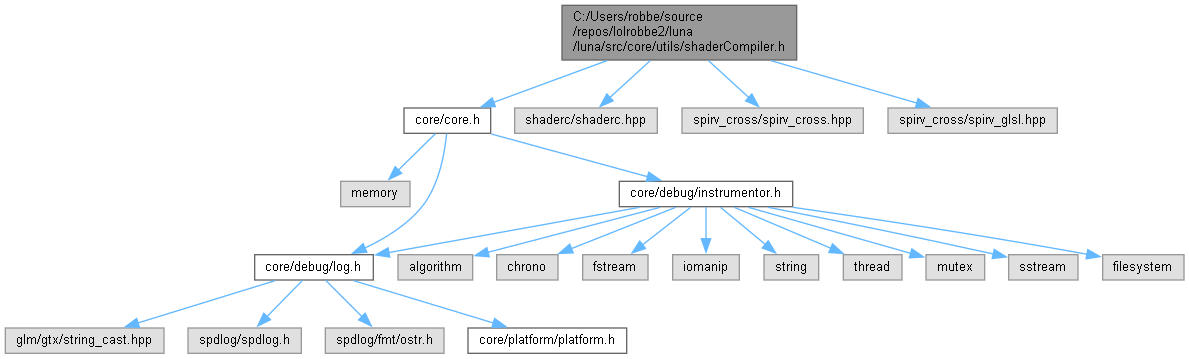 C:/Users/robbe/source
/repos/lolrobbe2/luna
/luna/src/core/utils/shaderCompiler.h
core/core.h
shaderc/shaderc.hpp
spirv_cross/spirv_cross.hpp
spirv_cross/spirv_glsl.hpp
memory
core/debug/instrumentor.h
core/debug/log.h
algorithm
chrono
fstream
iomanip
string
thread
mutex
sstream
filesystem
glm/gtx/string_cast.hpp
spdlog/spdlog.h
spdlog/fmt/ostr.h
core/platform/platform.h